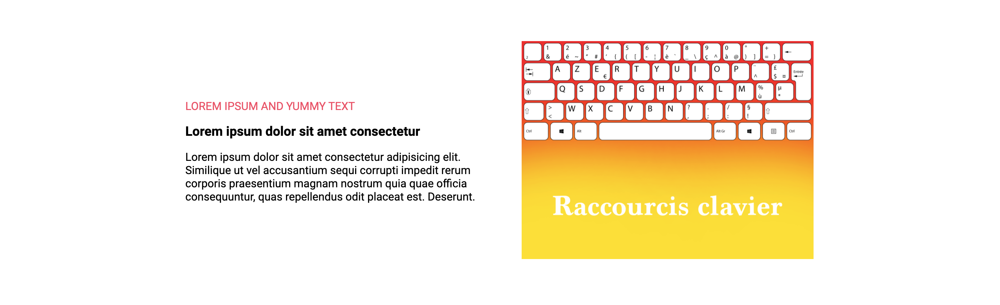 LOREM IPSUM AND YUMMY TEXT
Lorem ipsum dolor sit amet consectetur
Lorem ipsum dolor sit amet consectetur adipisicing elit.
Similique ut vel accusantium sequi corrupti impedit rerum
corporis praesentium magnam nostrum quia quae officia
consequuntur, quas repellendus odit placeat est. Deserunt.
1 2 3 4 5 6 7 8 9 0 ° +
2 & é ~ " # ' { ( [ - ¦ è ` _ \ ç ^ à @ ) ] = } ←
A Z E R T Y U I O P ¨ £ Entrée
€ ^ $ ¤
Q S D F G H J K L M % µ
ù *
> W X C V B N ? . / §
< , ; : !
Ctrl Alt Alt Gr Ctrl
Raccourcis clavier